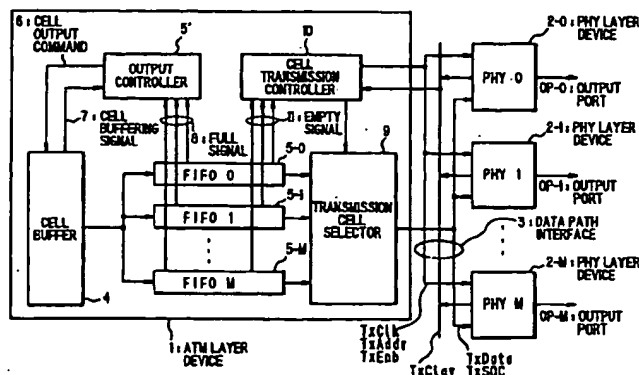 6: CELL
OUTPUT
COMMAND
5'
OUTPUT
CONTROLLER
10
CELL
TRANSMISSION
CONTROLLER
2-0: PHY LAYER
DEVICE
PHY 0
OP-0: OUTPUT
PORT
7: CELL
BUFFERING
SIGNAL
8: FULL
SIGNAL
11: EMPTY
SIGNAL
9
5-0
FIFO 0
5-1
FIFO 1
5-M
FIFO M
CELL
BUFFER
4
TRANSMISSION
CELL
SELECTOR
2-1: PHY LAYER
DEVICE
PHY 1
OP-1: OUTPUT
PORT
3: DATA PATH
INTERFACE
2-M: PHY LAYER
DEVICE
PHY M
OP-M: OUTPUT
PORT
1: ATM LAYER
DEVICE
TxClk
TxAddr
TxEnb
TxClav
TxData
TxSOC